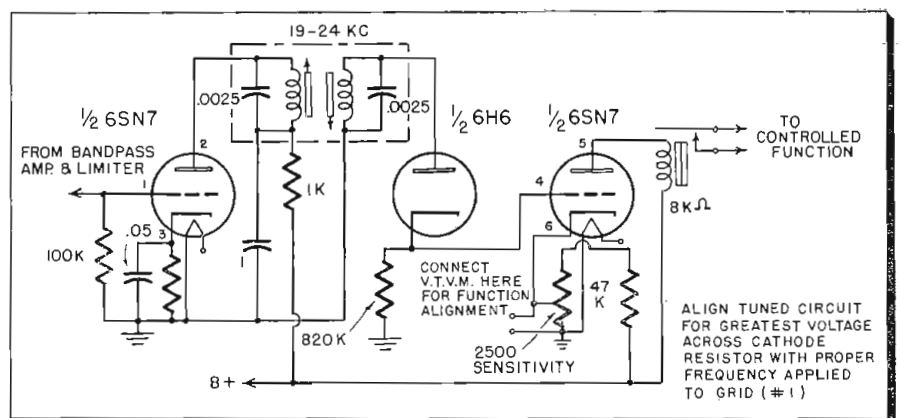 19-24 KC
.0025
.0025
½ 6SN7
½ 6H6
½ 6SN7
2
5
FROM BANDPASS
AMP. & LIMITER
1
TO
CONTROLLED
FUNCTION
1K
4
8KΩ
.05
3
6
100K
1
CONNECT
V.T.V.M. HERE
FOR FUNCTION
ALIGNMENT
47
K
820K
2500
SENSITIVITY
ALIGN TUNED CIRCUIT
FOR GREATEST VOLTAGE
ACROSS CATHODE
RESISTOR WITH PROPER
FREQUENCY APPLIED
TO GRID (#1)
B+